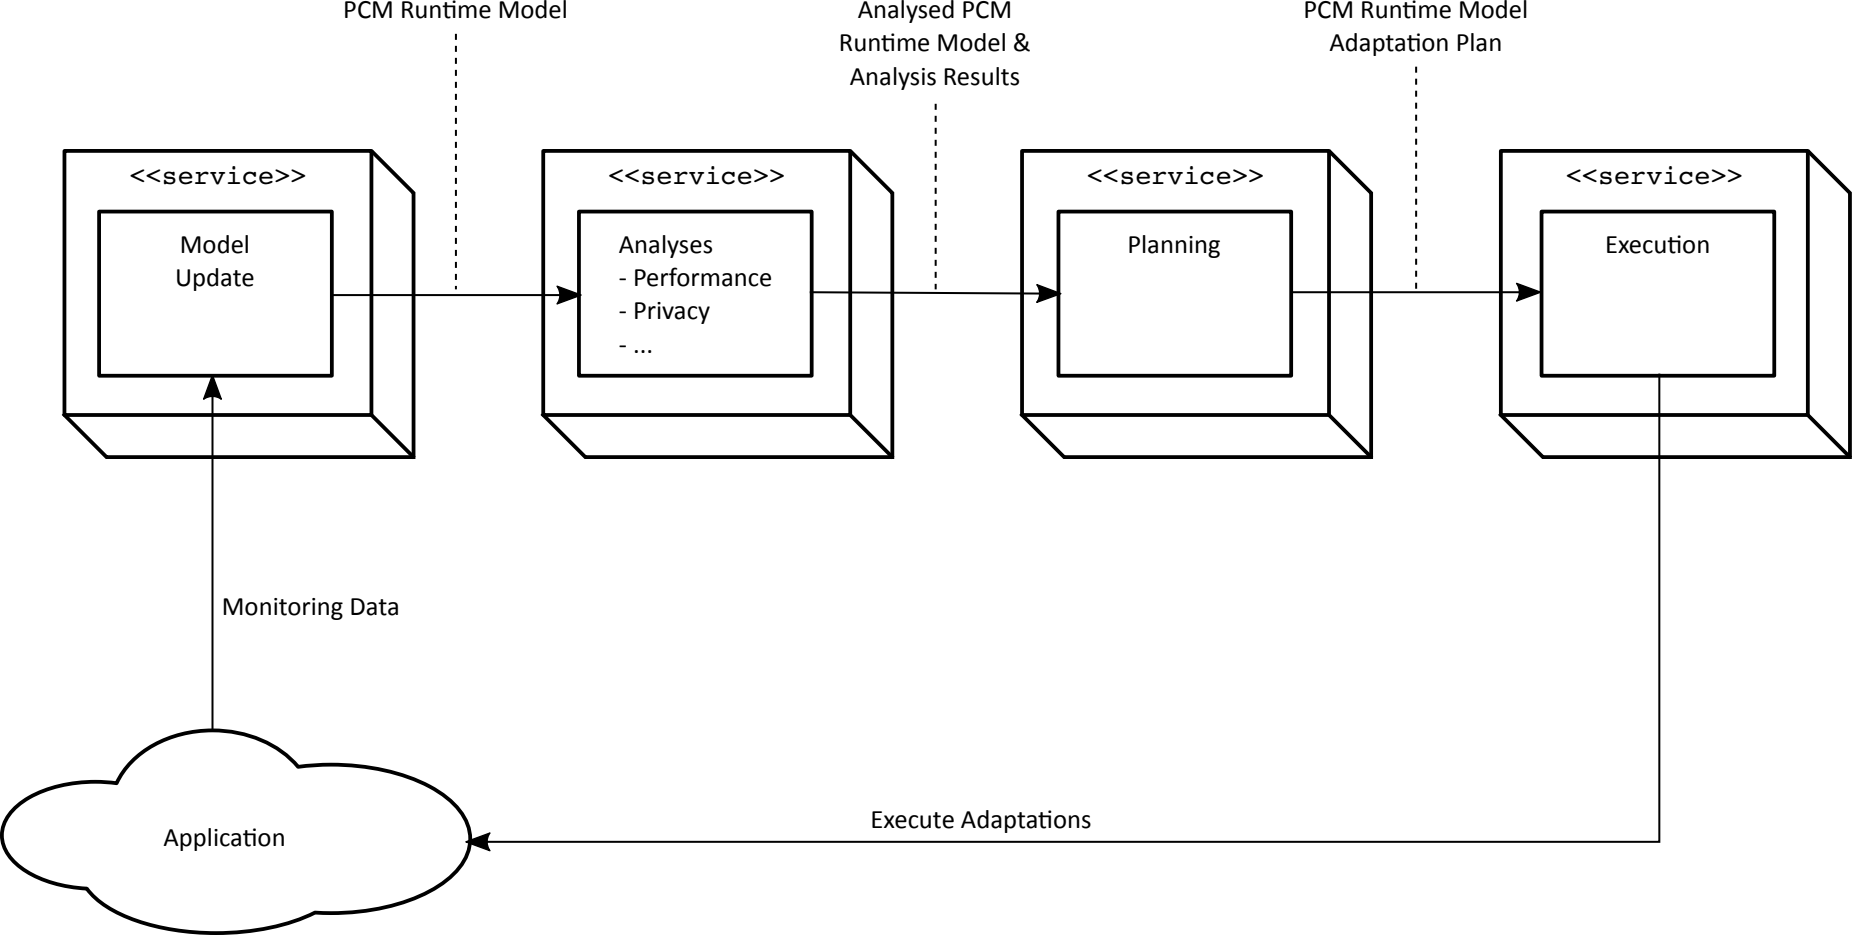 PCM Runtime Model
Analysed PCM
Runtime Model &
Analysis Results
PCM Runtime Model
Adaptation Plan
<<service>>
Model
Update
<<service>>
Analyses
- Performance
- Privacy
- ...
<<service>>
Planning
<<service>>
Execution
Monitoring Data
Execute Adaptations
Application